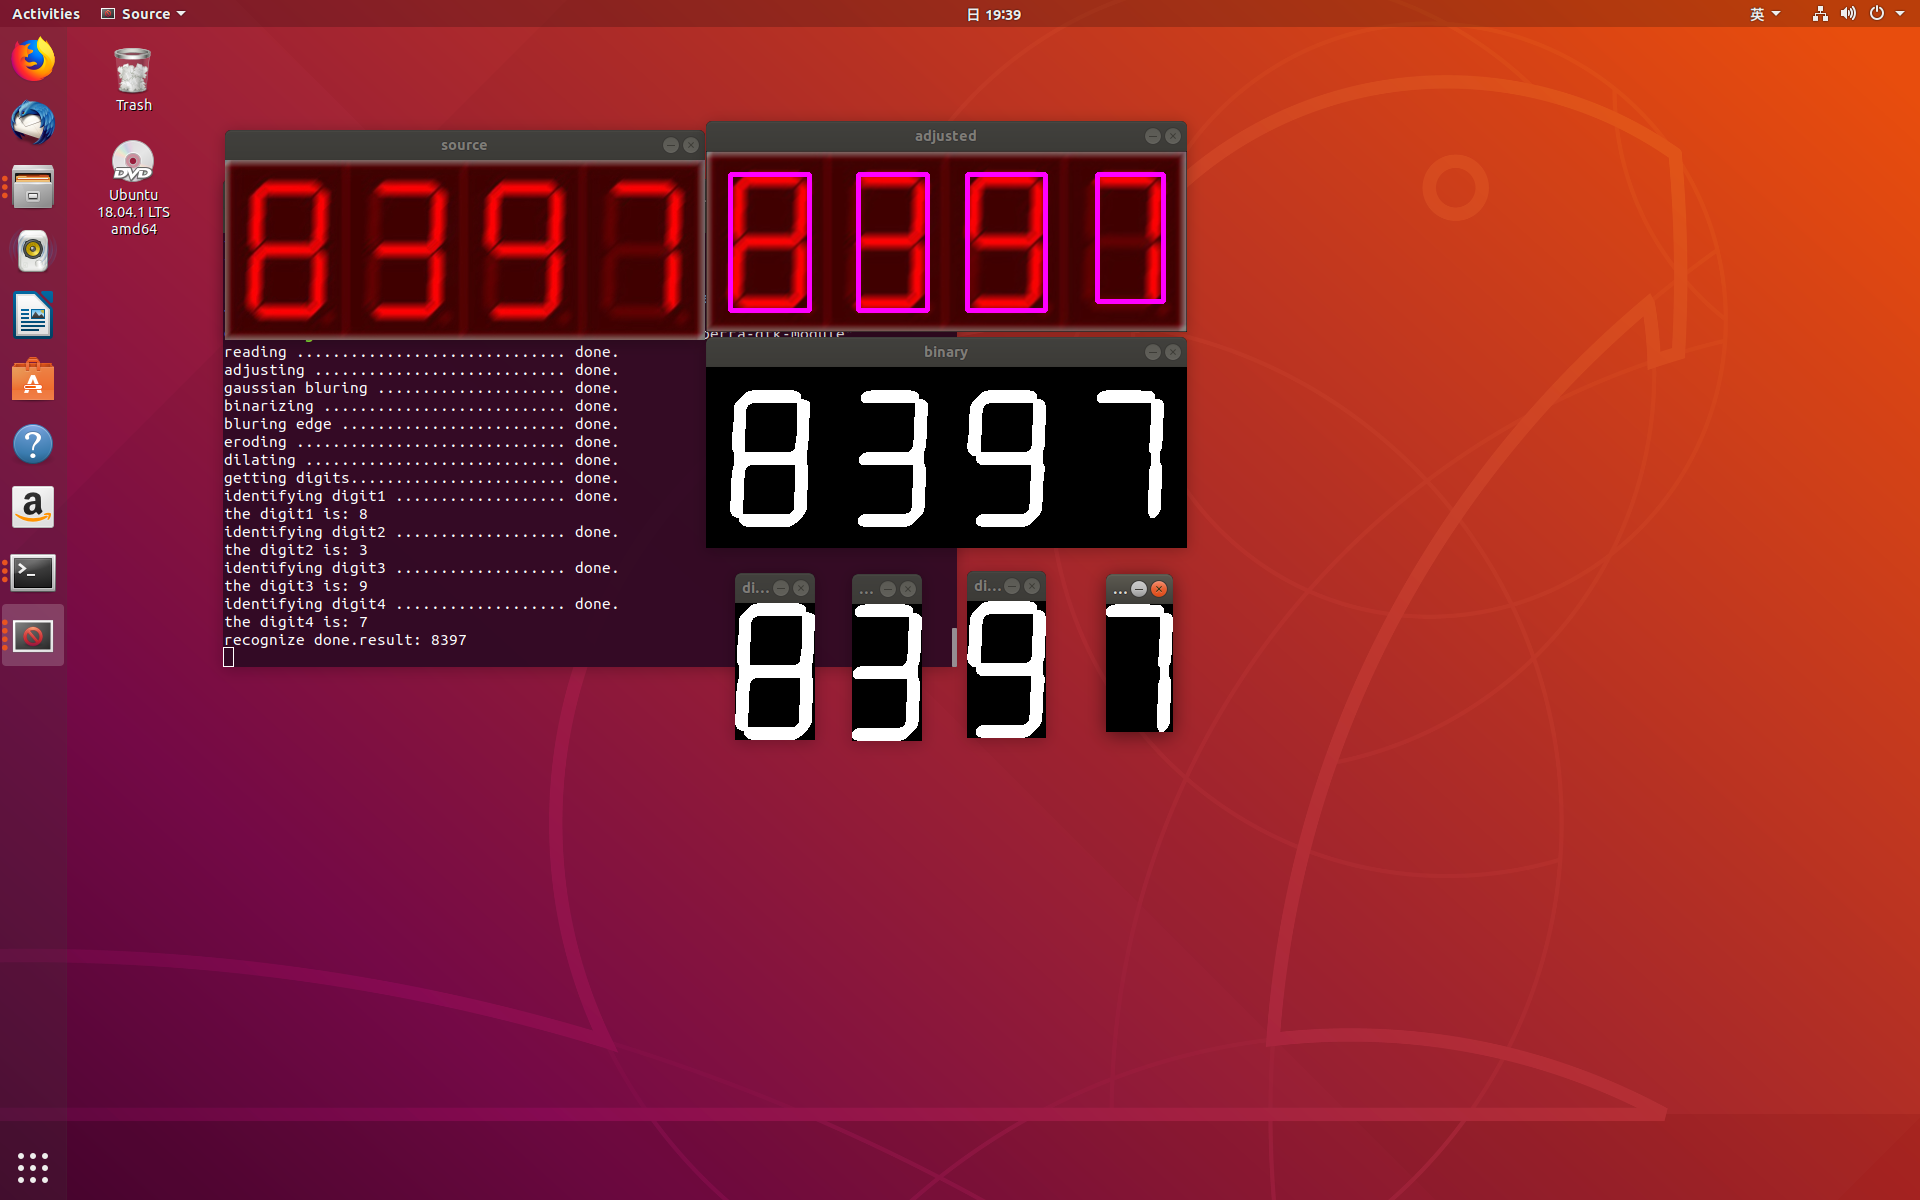 Activities
Source
日 19:39
英
Trash
Ubuntu
18.04.1 LTS
amd64
source
8397
adjusted
8397
reading .............................. done.
adjusting ............................ done.
gaussian bluring ..................... done.
binarizing ........................... done.
bluring edge ......................... done.
eroding .............................. done.
dilating ............................. done.
getting digits........................ done.
identifying digit1 ................... done.
the digit1 is: 8
identifying digit2 ................... done.
the digit2 is: 3
identifying digit3 ................... done.
the digit3 is: 9
identifying digit4 ................... done.
the digit4 is: 7
recognize done.result: 8397
binary
8397
di...
...
di...
...
8
3
9
7
DVD